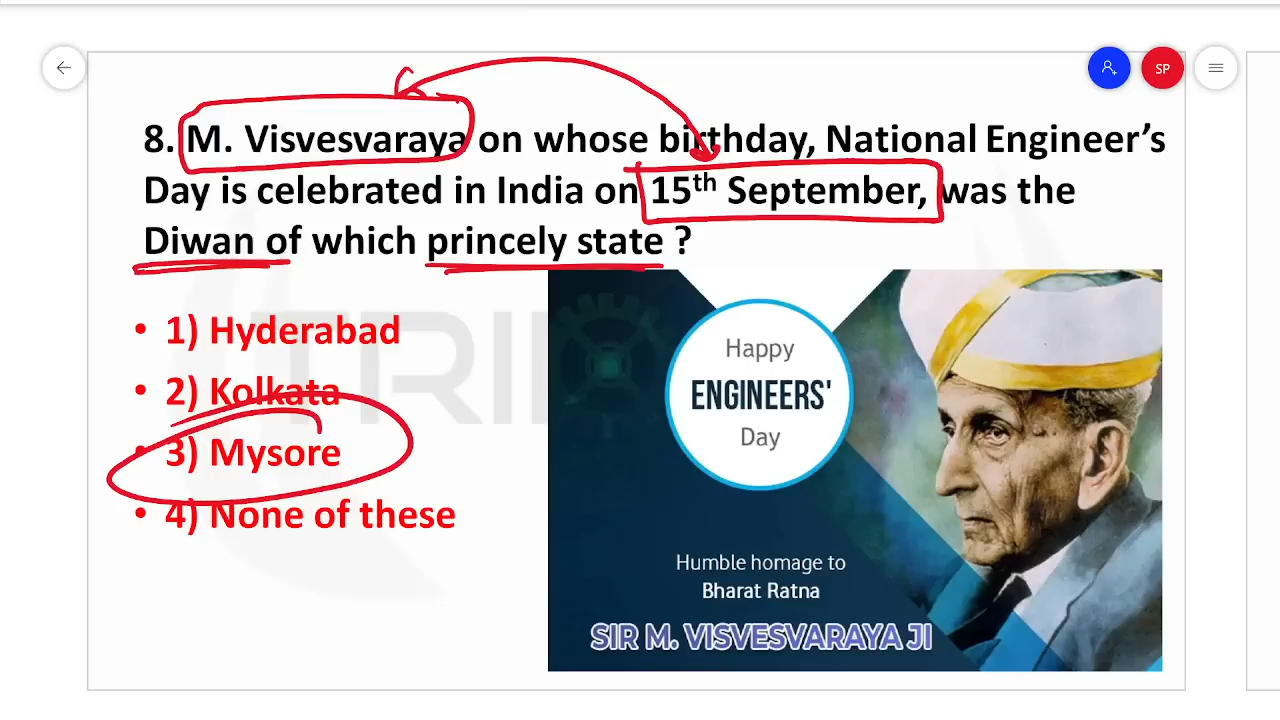 SP
8. M. Visvesvaraya on whose birthday, National Engineer's
Day is celebrated in India on 15th September, was the
Diwan of which princely state ?
• 1) Hyderabad
• 2) Kolkata
• 3) Mysore
• 4) None of these
Happy
ENGINEERS'
Day
Humble homage to
Bharat Ratna
SIR M. VISVESVARAYA JI